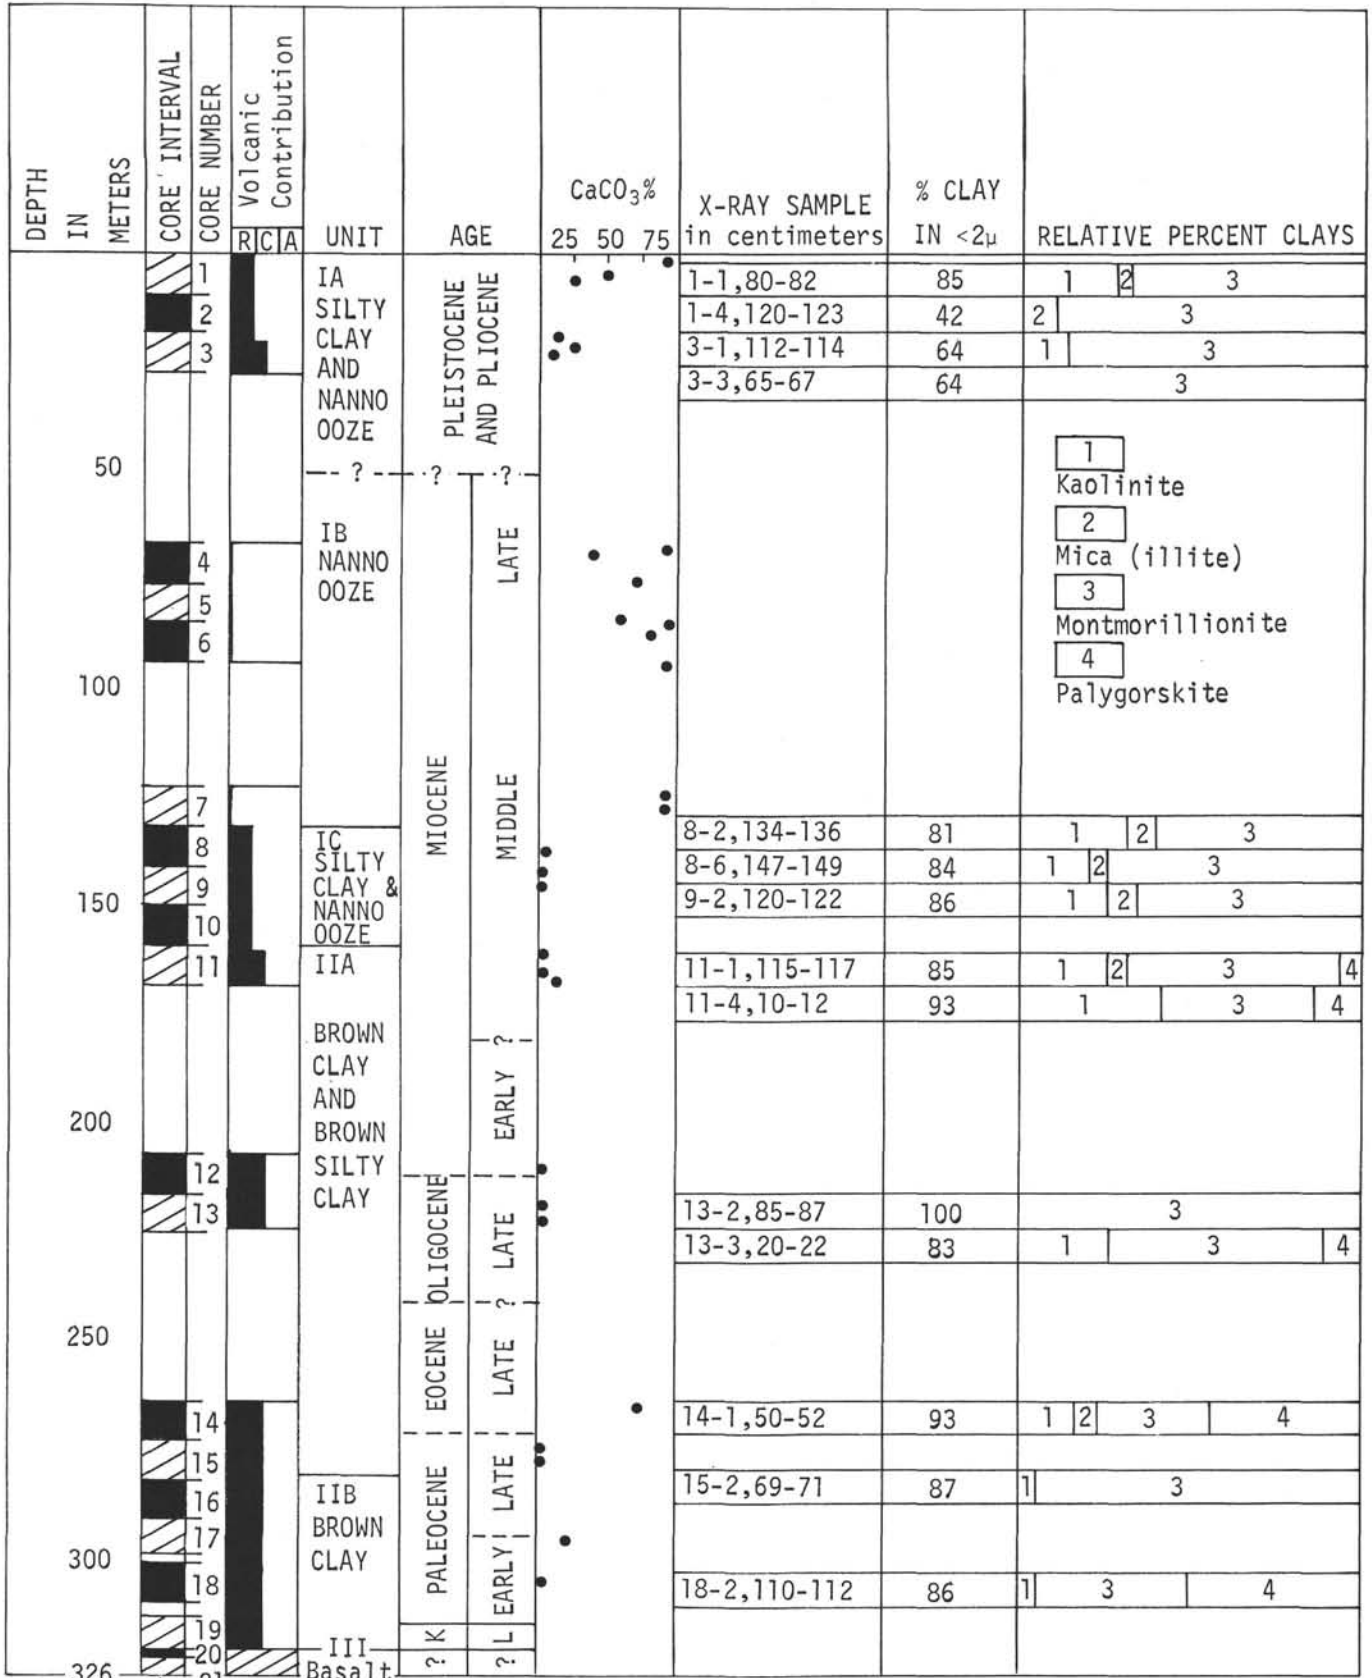 DEPTH
IN
METERS
CORE INTERVAL
CORE NUMBER
Volcanic
Contribution
R C A
UNIT
AGE
CaCO3%
25 50 75
X-RAY SAMPLE
in centimeters
% CLAY
IN <2μ
RELATIVE PERCENT CLAYS
50
100
150
200
250
300
326
1
2
3
4
5
6
7
8
9
10
11
12
13
14
15
16
17
18
19
20
IA
SILTY
CLAY
AND
NANNO
OOZE
?
IB
NANNO
OOZE
IC
SILTY
CLAY &
NANNO
OOZE
IIA
BROWN
CLAY
AND
BROWN
SILTY
CLAY
IIB
BROWN
CLAY
III
Basalt
PLEISTOCENE
AND PLIOCENE
? ?
MIOCENE
LATE
MIDDLE
?
EARLY
OLIGOCENE
LATE
?
EOCENE
LATE
PALEOCENE
LATE
EARLY
? K
? L
1-1,80-82 85 1 2 3
1-4,120-123 42 2 3
3-1,112-114 64 1 3
3-3,65-67 64 3
1
Kaolinite
2
Mica (illite)
3
Montmorillionite
4
Palygorskite
8-2,134-136 81 1 2 3
8-6,147-149 84 1 2 3
9-2,120-122 86 1 2 3
11-1,115-117 85 1 2 3 4
11-4,10-12 93 1 3 4
13-2,85-87 100 3
13-3,20-22 83 1 3 4
14-1,50-52 93 1 2 3 4
15-2,69-71 87 1 3
18-2,110-112 86 1 3 4